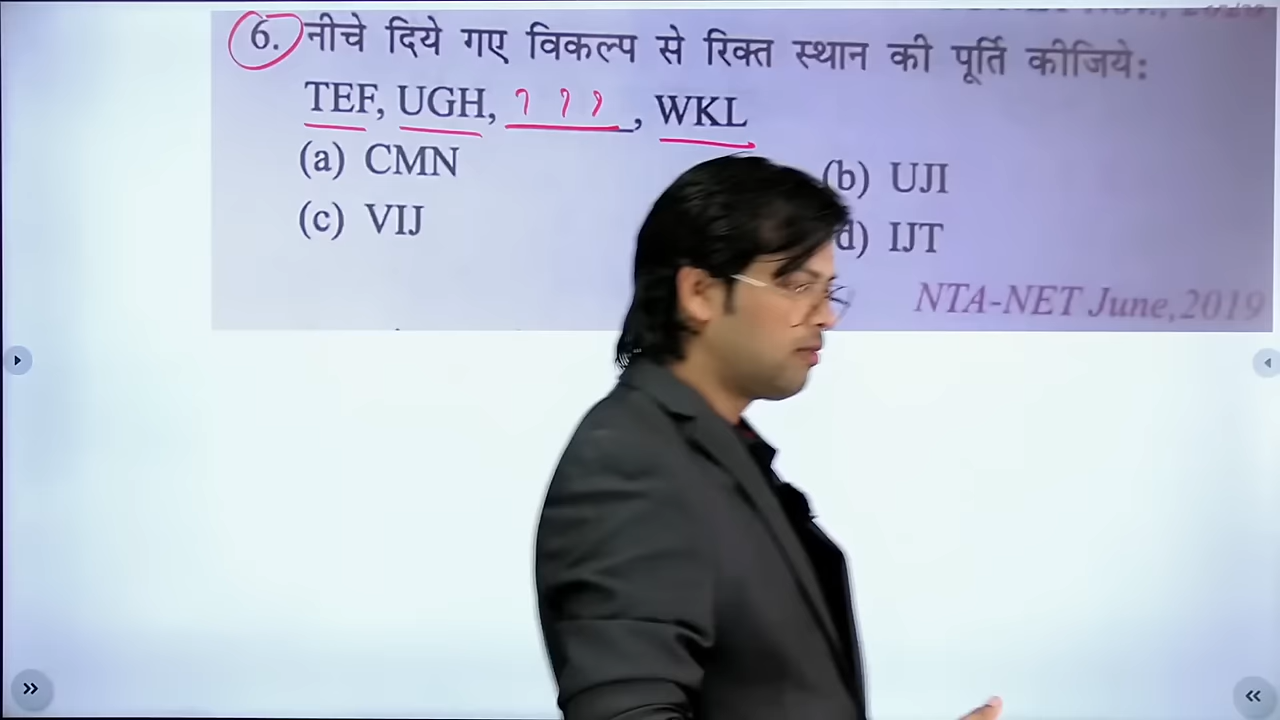 6. नीचे दिये गए विकल्प से रिक्त स्थान की पूर्ति कीजिये:
TEF, UGH, ? ? ?, WKL
(a) CMN (b) UJI
(c) VIJ d) IJT
NTA-NET June,2019